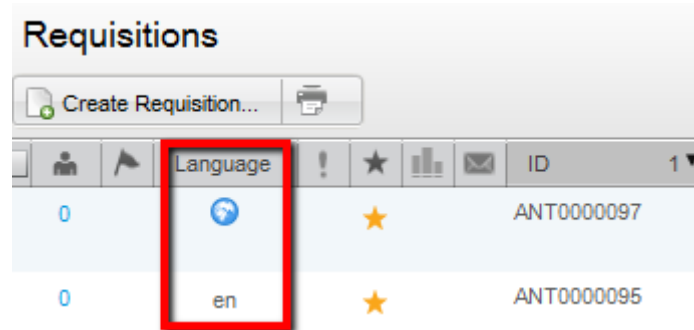 Requisitions
Create Requisition...
Language ID 1
0 ANT0000097
0 en ANT0000095